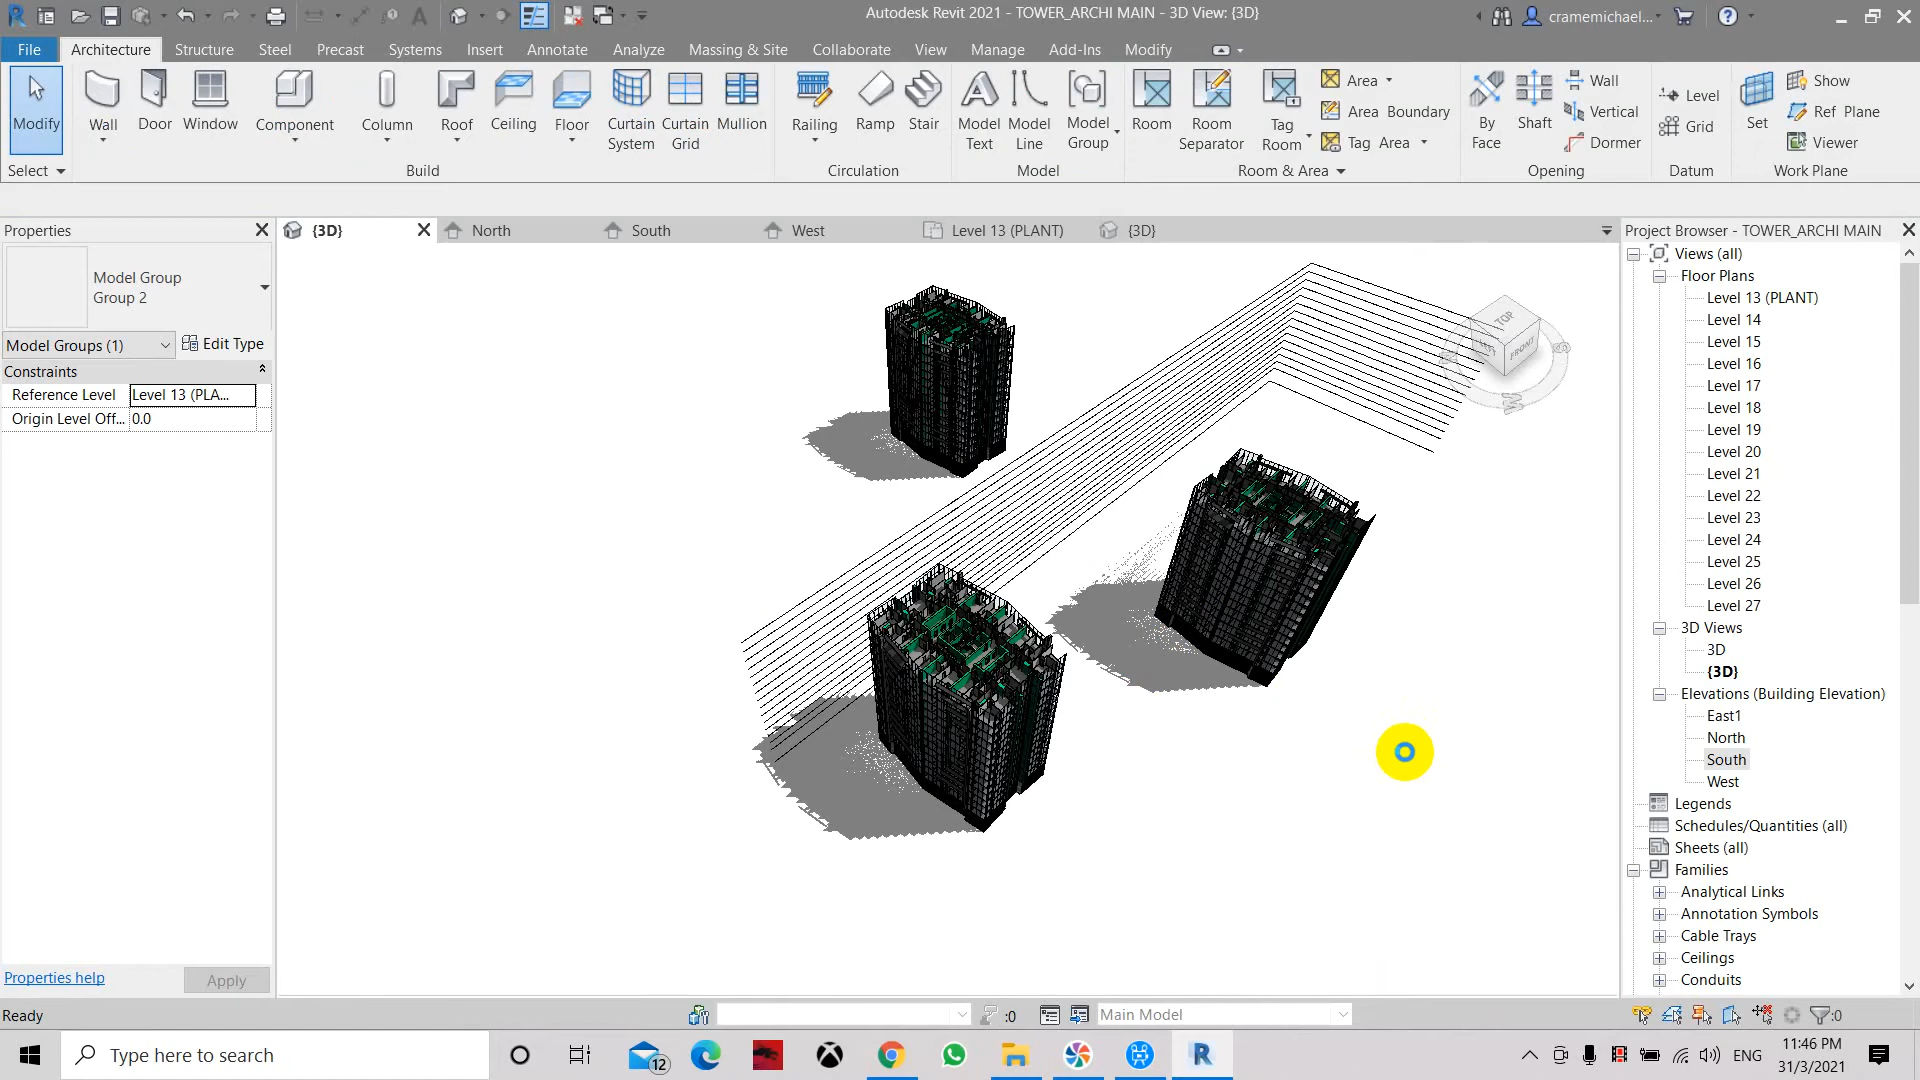 Autodesk Revit 2021 - TOWER_ARCHI MAIN - 3D View: {3D}
cramemichael...
File Architecture Structure Steel Precast Systems Insert Annotate Analyze Massing & Site Collaborate View Manage Add-Ins Modify
Modify Wall Door Window Component Column Roof Ceiling Floor Curtain System Curtain Grid Mullion Railing Ramp Stair Model Text Model Line Model Group Room Room Separator Tag Room
Area
Area Boundary
Tag Area
By Face Shaft
Wall
Vertical
Dormer
Level
Grid
Set
Show
Ref Plane
Viewer
Select Build Circulation Model Room & Area Opening Datum Work Plane
Properties
Model Group
Group 2
Model Groups (1) Edit Type
Constraints
Reference Level Level 13 (PLA...
Origin Level Off... 0.0
Properties help Apply
{3D} North South West Level 13 (PLANT) {3D}
TOP
FRONT
W
Project Browser - TOWER_ARCHI MAIN
Views (all)
Floor Plans
Level 13 (PLANT)
Level 14
Level 15
Level 16
Level 17
Level 18
Level 19
Level 20
Level 21
Level 22
Level 23
Level 24
Level 25
Level 26
Level 27
3D Views
3D
{3D}
Elevations (Building Elevation)
East1
North
South
West
Legends
Schedules/Quantities (all)
Sheets (all)
Families
Analytical Links
Annotation Symbols
Cable Trays
Ceilings
Conduits
Ready :0 Main Model :0
Type here to search
12
ENG
11:46 PM
31/3/2021